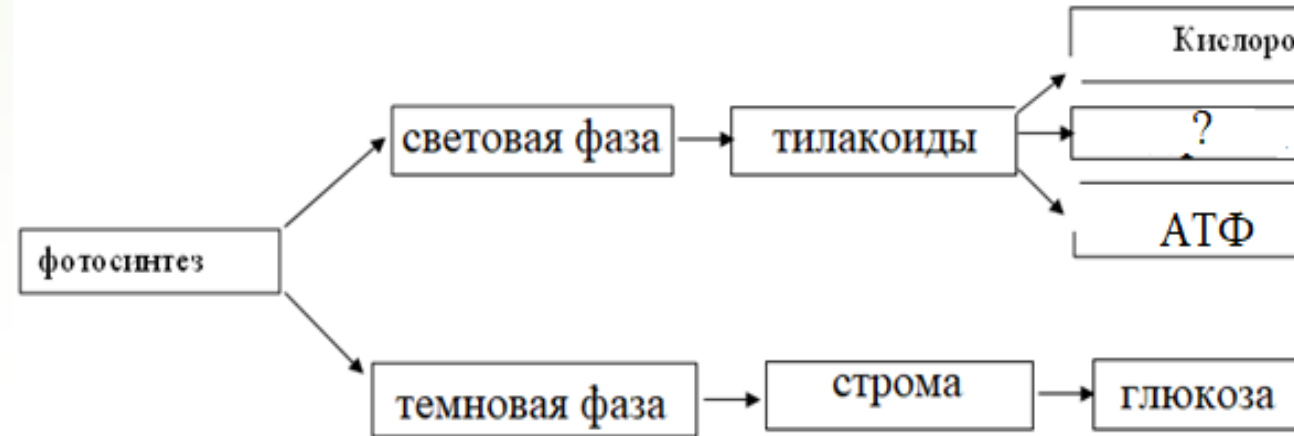 Кислоро
световая фаза
тилакоиды
?
АТФ
фотосинтез
темновая фаза
строма
глюкоза